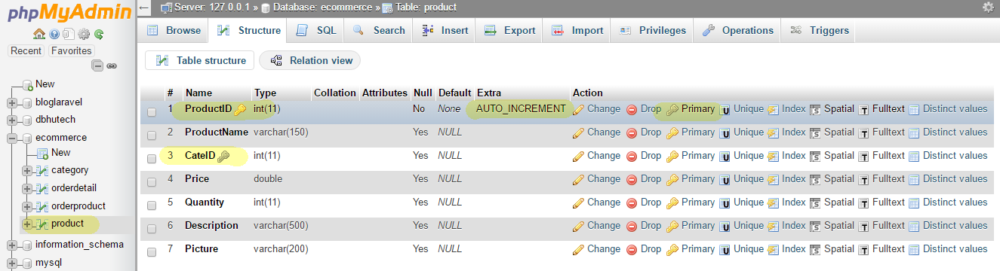 phpMyAdmin
Recent Favorites
New
bloglaravel
dbhutech
ecommerce
New
category
orderdetail
orderproduct
product
information_schema
mysql
Server: 127.0.0.1 » Database: ecommerce » Table: product
Browse Structure SQL Search Insert Export Import Privileges Operations Triggers
Table structure Relation view
# Name Type Collation Attributes Null Default Extra Action
1 ProductID int(11) No None AUTO_INCREMENT Change Drop Primary Unique Index Spatial Fulltext Distinct values
2 ProductName varchar(150) Yes NULL Change Drop Primary Unique Index Spatial Fulltext Distinct values
3 CateID int(11) Yes NULL Change Drop Primary Unique Index Spatial Fulltext Distinct values
4 Price double Yes NULL Change Drop Primary Unique Index Spatial Fulltext Distinct values
5 Quantity int(11) Yes NULL Change Drop Primary Unique Index Spatial Fulltext Distinct values
6 Description varchar(500) Yes NULL Change Drop Primary Unique Index Spatial Fulltext Distinct values
7 Picture varchar(200) Yes NULL Change Drop Primary Unique Index Spatial Fulltext Distinct values